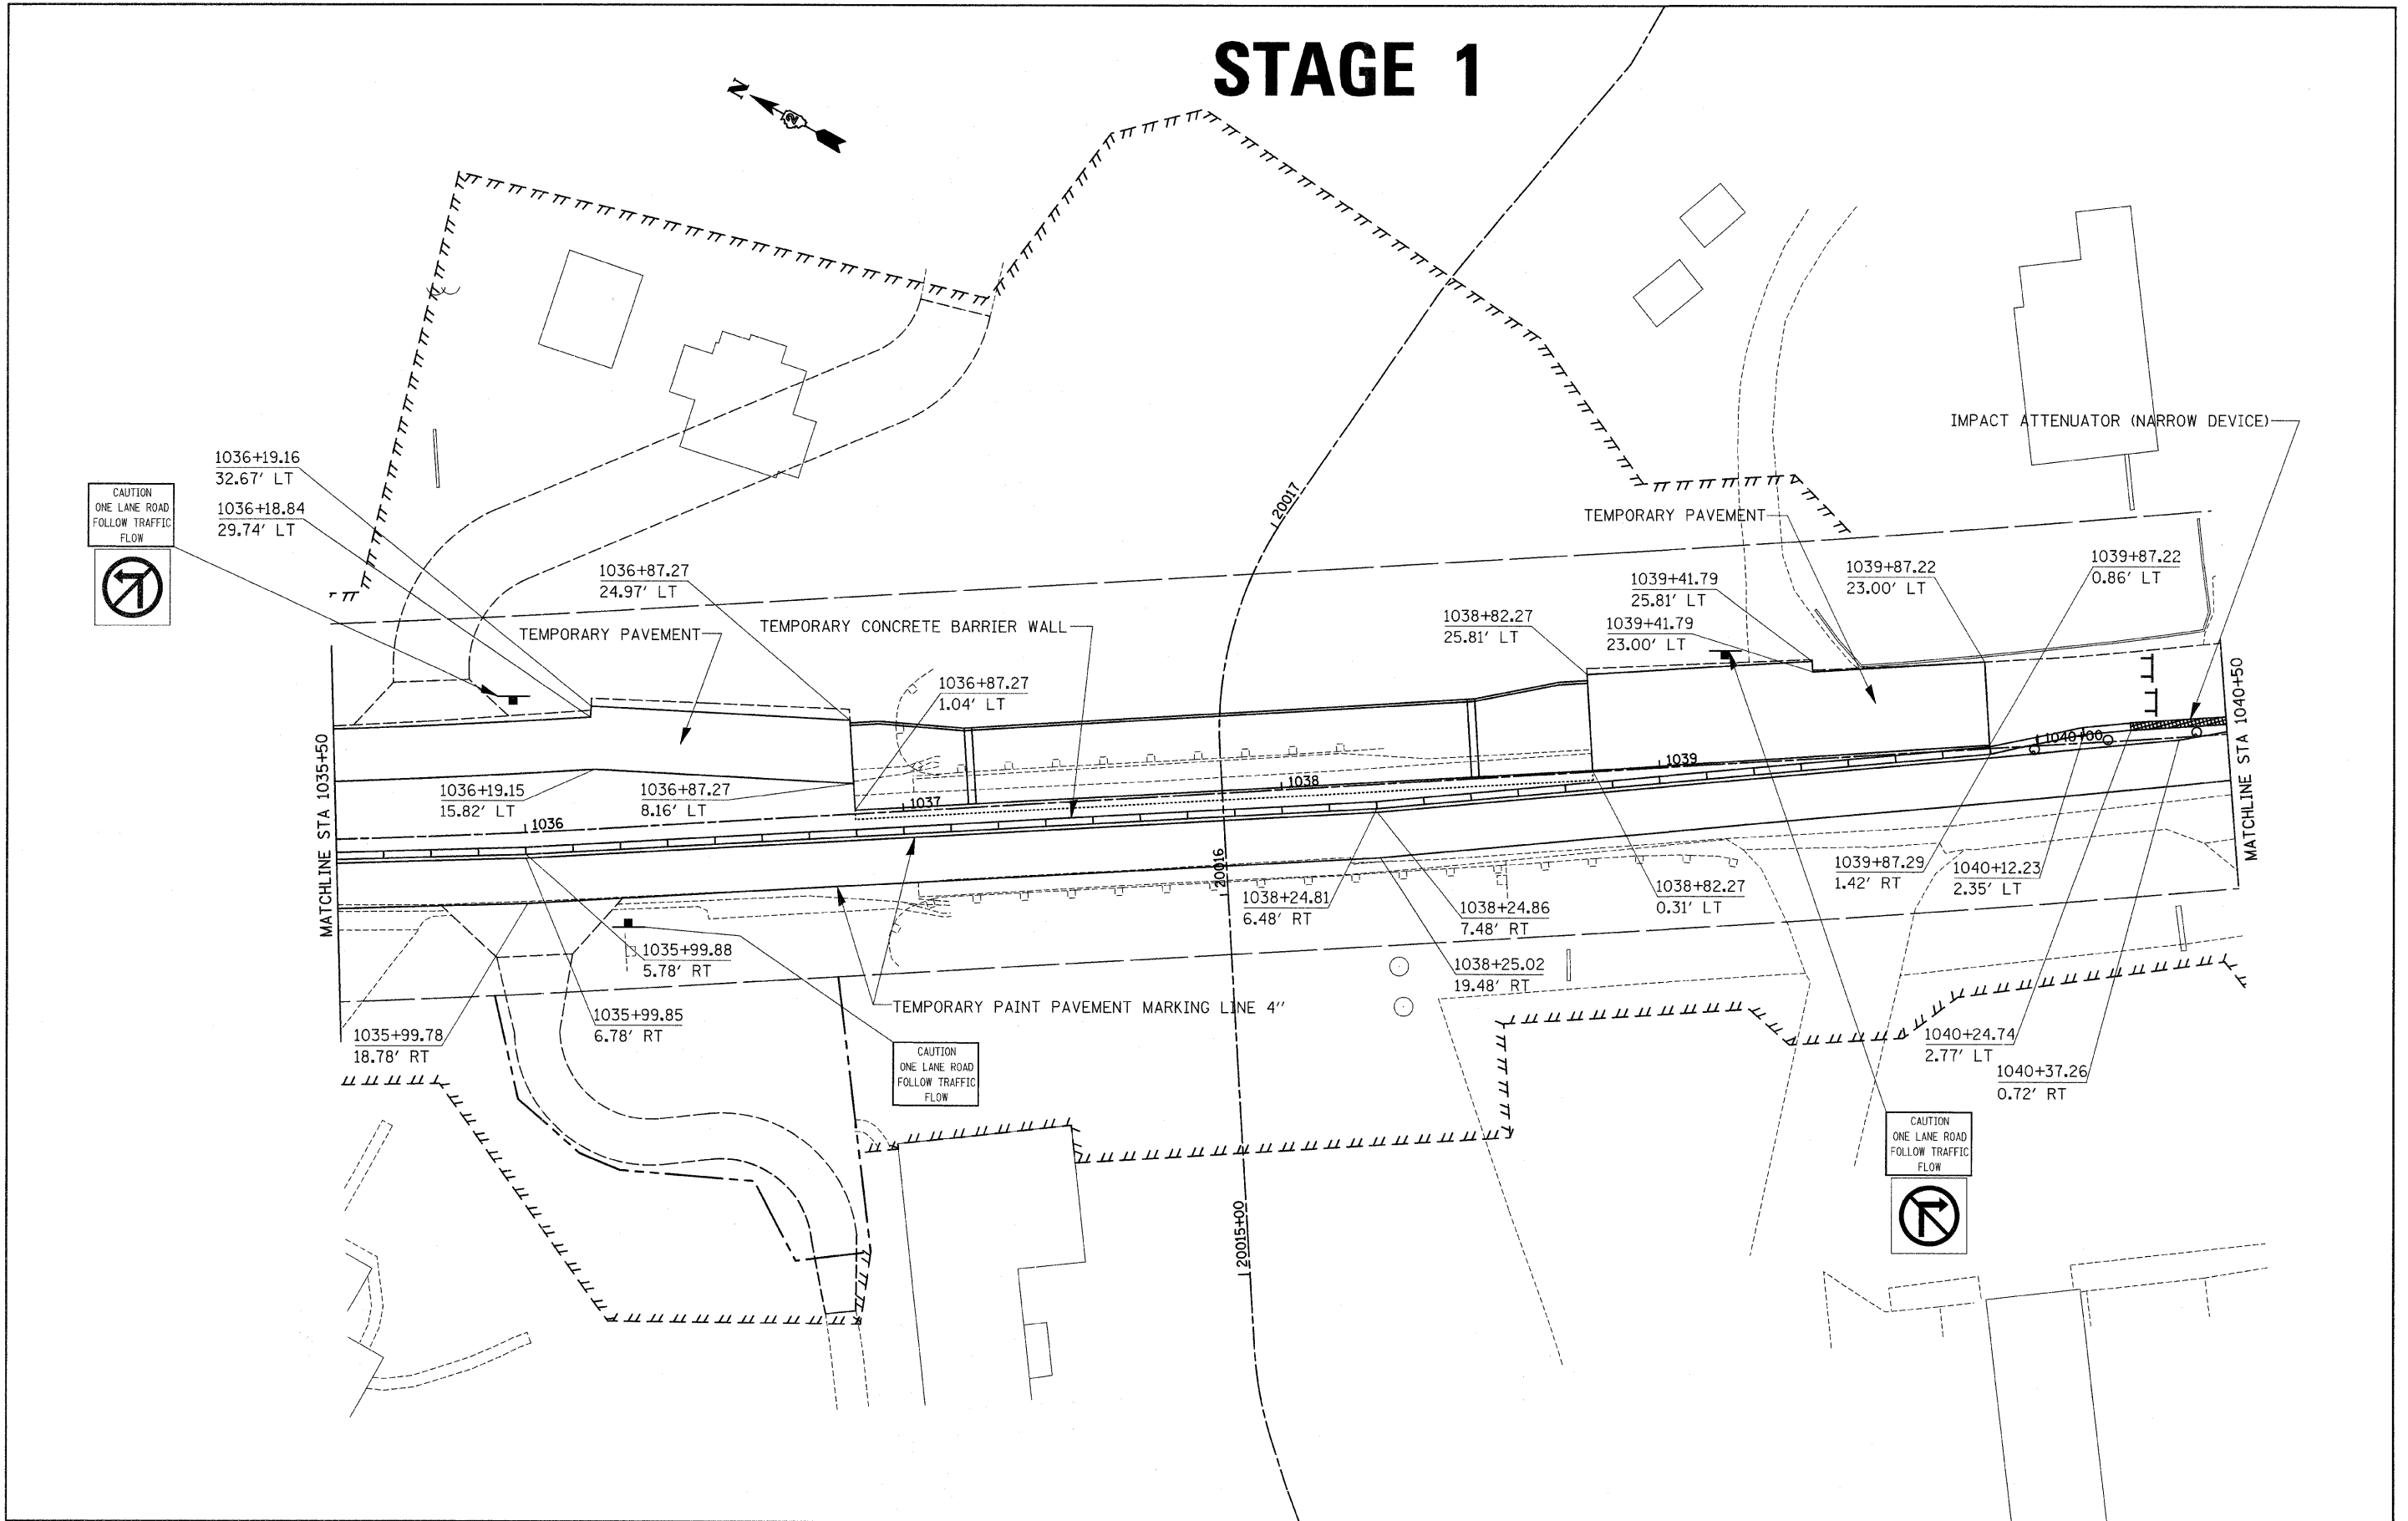 STAGE 1
N
2
1036+19.16
32.67' LT
1036+18.84
29.74' LT
CAUTION
ONE LANE ROAD
FOLLOW TRAFFIC
FLOW
IMPACT ATTENUATOR (NARROW DEVICE)
20017
TEMPORARY PAVEMENT
1036+87.27
24.97' LT
TEMPORARY PAVEMENT
TEMPORARY CONCRETE BARRIER WALL
1036+87.27
1.04' LT
1038+82.27
25.81' LT
1039+41.79
25.81' LT
1039+41.79
23.00' LT
1039+87.22
23.00' LT
1039+87.22
0.86' LT
MATCHLINE STA 1035+50
MATCHLINE STA 1040+50
1036+19.15
15.82' LT
1036+87.27
8.16' LT
1036
1037
1038
1039
1040+00
20016
1038+24.81
6.48' RT
1038+24.86
7.48' RT
1038+82.27
0.31' LT
1039+87.29
1.42' RT
1040+12.23
2.35' LT
1035+99.88
5.78' RT
1035+99.85
6.78' RT
1035+99.78
18.78' RT
TEMPORARY PAINT PAVEMENT MARKING LINE 4"
1038+25.02
19.48' RT
1040+24.74
2.77' LT
1040+37.26
0.72' RT
CAUTION
ONE LANE ROAD
FOLLOW TRAFFIC
FLOW
CAUTION
ONE LANE ROAD
FOLLOW TRAFFIC
FLOW
20015+00